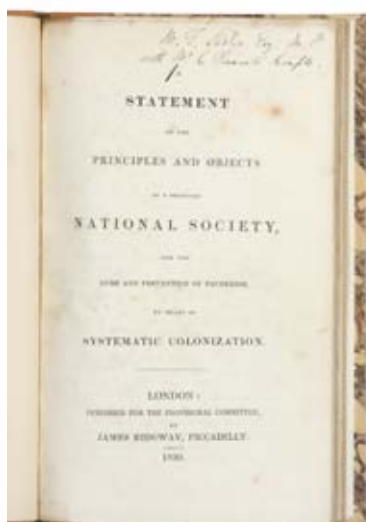 STATEMENT
OF THE
PRINCIPLES AND OBJECTS
OF A PROPOSED
NATIONAL SOCIETY,
FOR THE
CURE AND PREVENTION OF PAUPERISM,
BY MEANS OF
SYSTEMATIC COLONIZATION.
LONDON:
PUBLISHED FOR THE PROVISIONAL COMMITTEE,
BY
JAMES RIDGWAY, PICCADILLY.
1830.